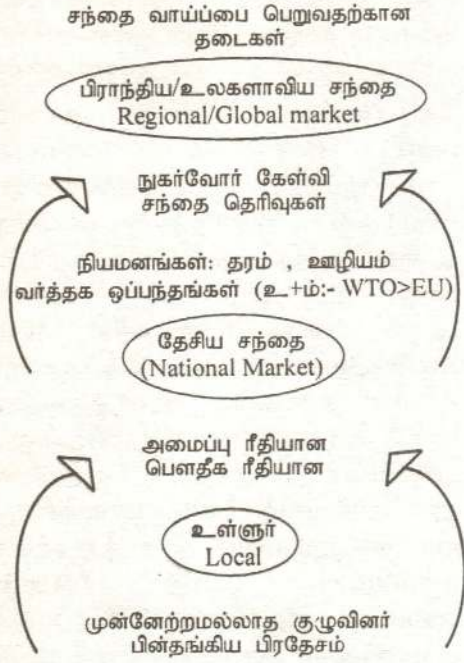 சந்தை வாய்ப்பை பெறுவதற்கான
தடைகள்
பிராந்திய/உலகளாவிய சந்தை
Regional/Global market
நுகர்வோர் கேள்வி
சந்தை தெரிவுகள்
நியமனங்கள்: தரம் , ஊழியம்
வர்த்தக ஒப்பந்தங்கள் (உ+ம்:- WTO>EU)
தேசிய சந்தை
(National Market)
அமைப்பு ரீதியான
பௌதீக ரீதியான
உள்ளுர்
Local
முன்னேற்றமல்லாத குழுவினர்
பின்தங்கிய பிரதேசம்